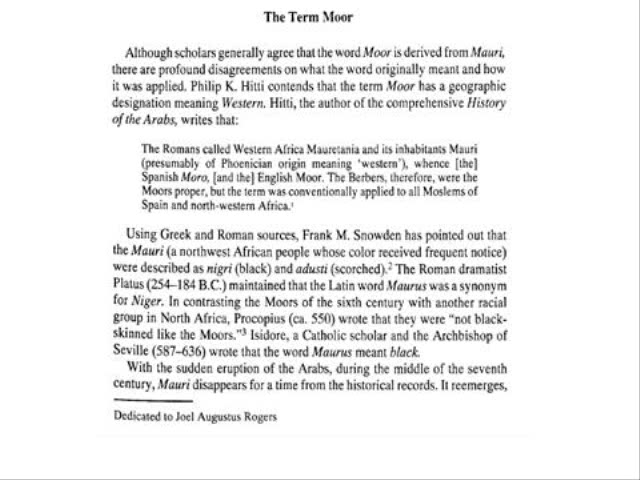 The Term Moor
Although scholars generally agree that the word Moor is derived from Mauri,
there are profound disagreements on what the word originally meant and how
it was applied. Philip K. Hitti contends that the term Moor has a geographic
designation meaning Western. Hitti, the author of the comprehensive History
of the Arabs, writes that:
The Romans called Western Africa Mauretania and its inhabitants Mauri
(presumably of Phoenician origin meaning 'western'), whence [the]
Spanish Moro, [and the] English Moor. The Berbers, therefore, were the
Moors proper, but the term was conventionally applied to all Moslems of
Spain and north-western Africa.¹
Using Greek and Roman sources, Frank M. Snowden has pointed out that
the Mauri (a northwest African people whose color received frequent notice)
were described as nigri (black) and adusti (scorched).² The Roman dramatist
Platus (254–184 B.C.) maintained that the Latin word Maurus was a synonym
for Niger. In contrasting the Moors of the sixth century with another racial
group in North Africa, Procopius (ca. 550) wrote that they were "not black-
skinned like the Moors."³ Isidore, a Catholic scholar and the Archbishop of
Seville (587–636) wrote that the word Maurus meant black.
With the sudden eruption of the Arabs, during the middle of the seventh
century, Mauri disappears for a time from the historical records. It reemerges,
Dedicated to Joel Augustus Rogers